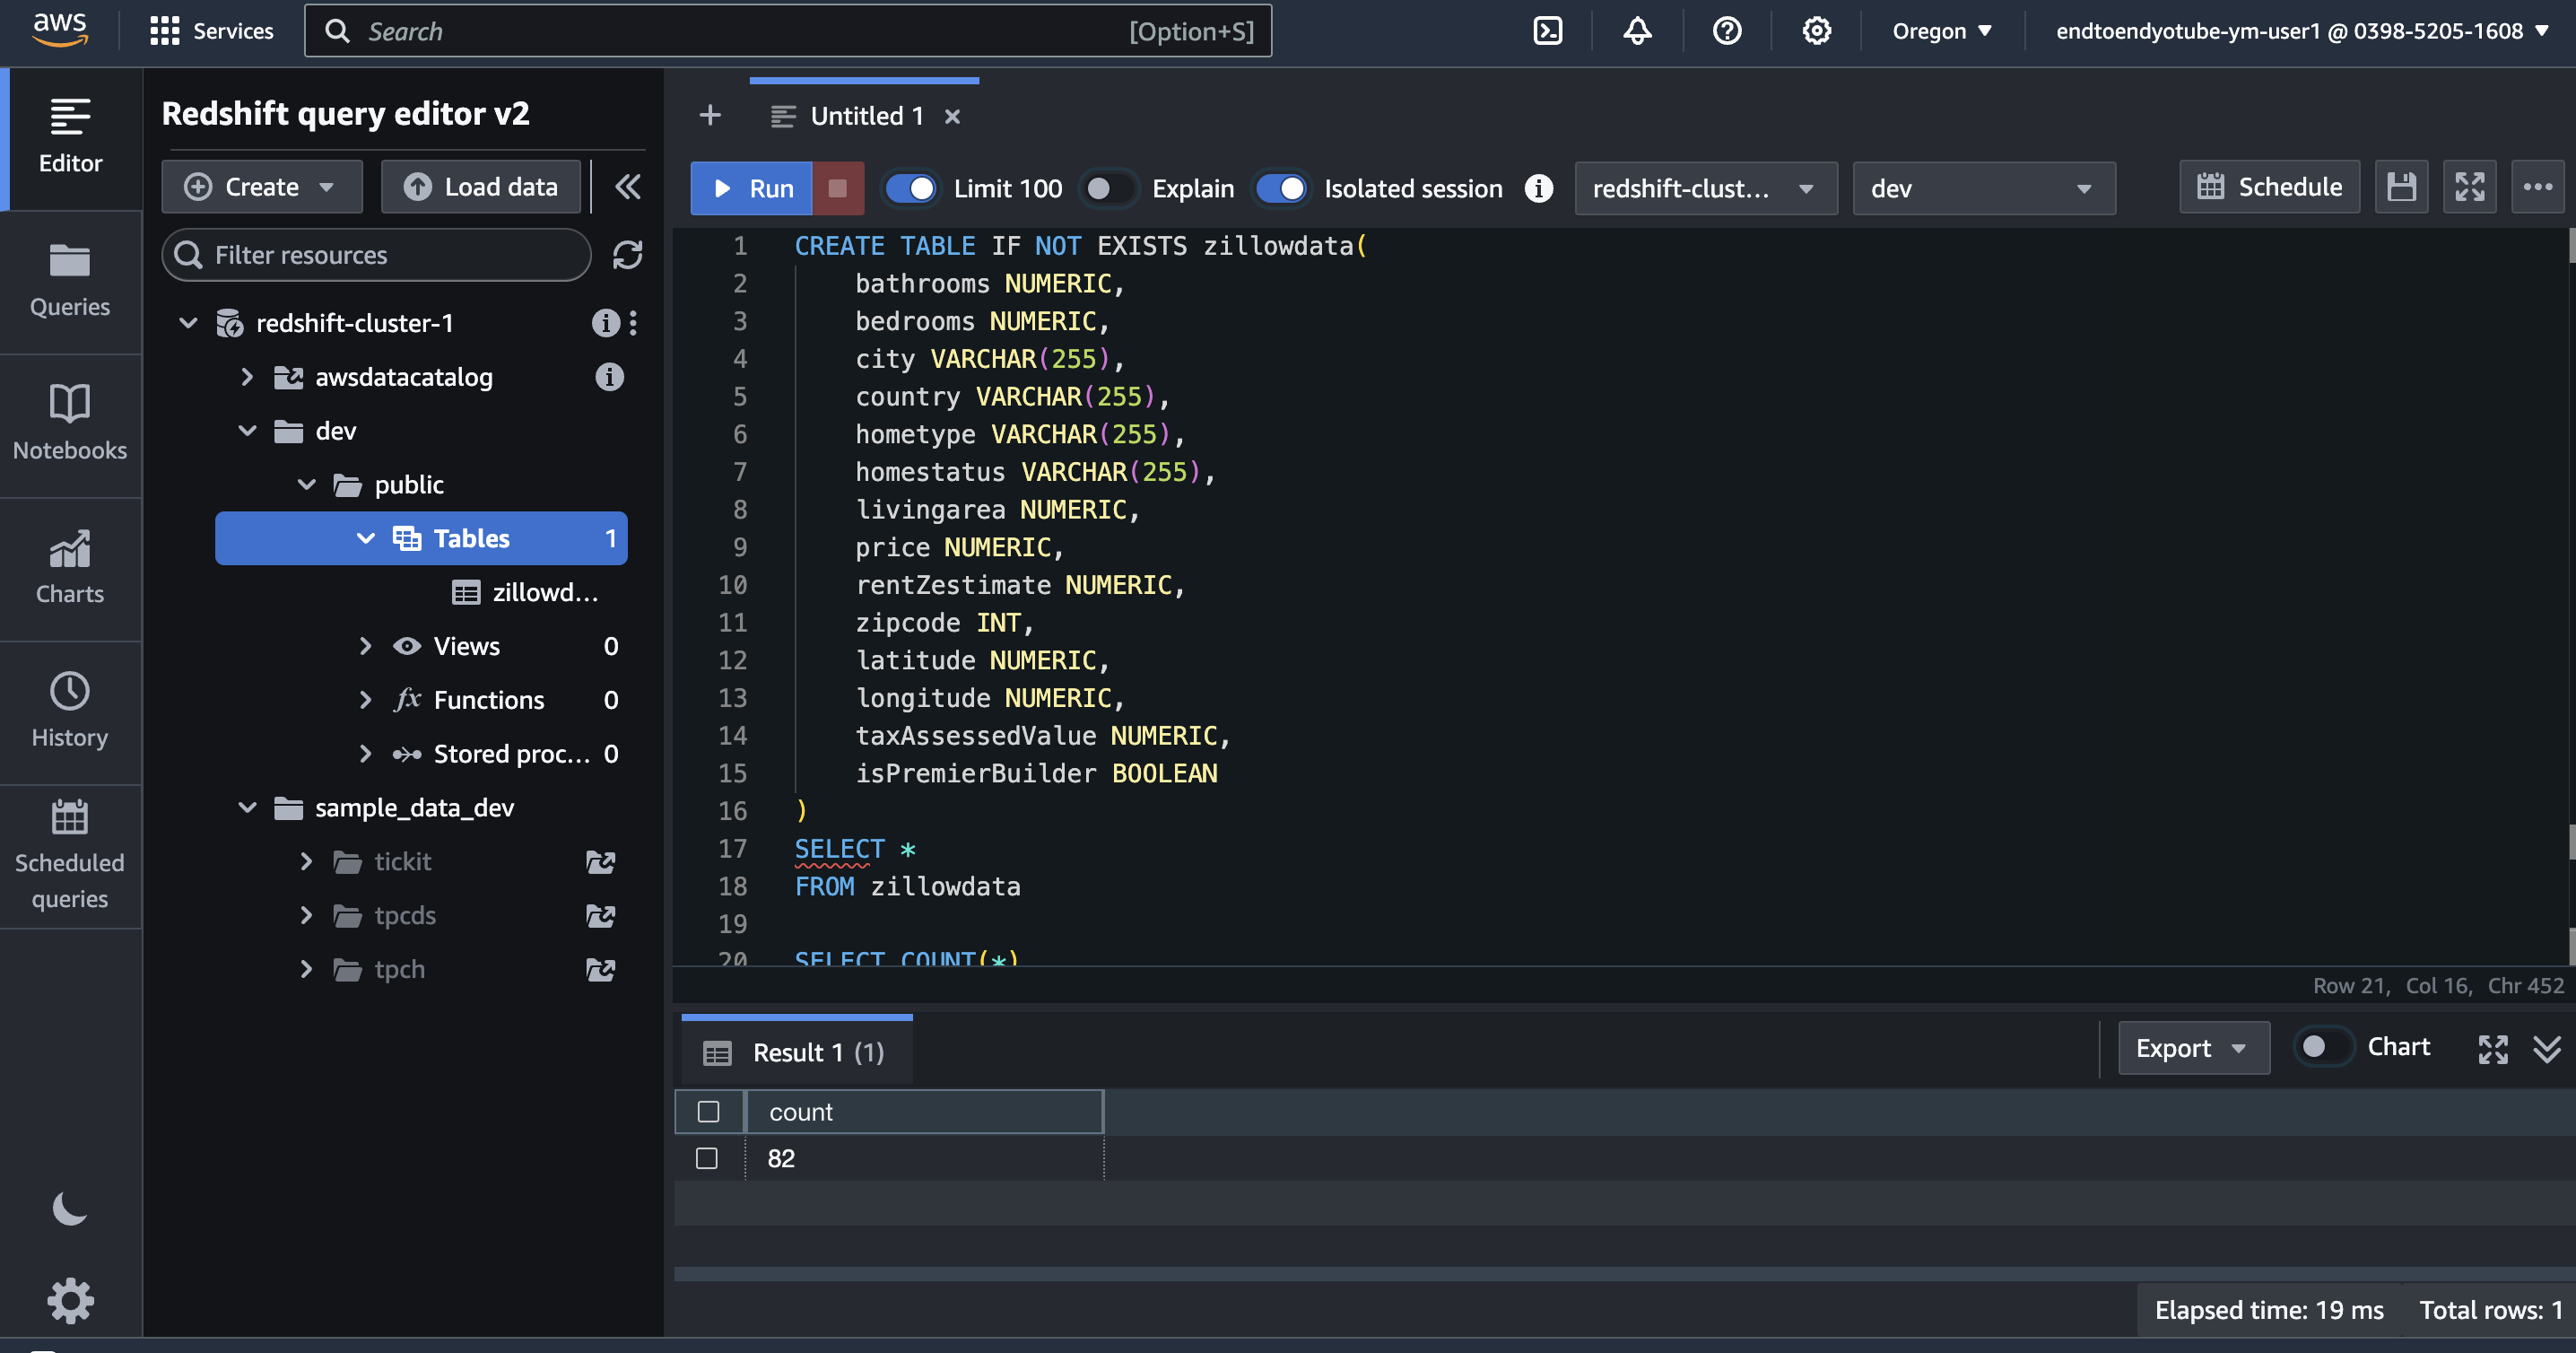 aws
Services
Search
[Option+S]
Oregon
endtoendyotube-ym-user1 @ 0398-5205-1608
Editor
Queries
Notebooks
Charts
History
Scheduled
queries
Redshift query editor v2
Create
Load data
Filter resources
redshift-cluster-1
awsdatacatalog
dev
public
Tables 1
zillowd...
Views 0
fx Functions 0
Stored proc... 0
sample_data_dev
tickit
tpcds
tpch
Untitled 1
Run
Limit 100
Explain
Isolated session
redshift-clust...
dev
Schedule
1 CREATE TABLE IF NOT EXISTS zillowdata(
2 bathrooms NUMERIC,
3 bedrooms NUMERIC,
4 city VARCHAR(255),
5 country VARCHAR(255),
6 hometype VARCHAR(255),
7 homestatus VARCHAR(255),
8 livingarea NUMERIC,
9 price NUMERIC,
10 rentZestimate NUMERIC,
11 zipcode INT,
12 latitude NUMERIC,
13 longitude NUMERIC,
14 taxAssessedValue NUMERIC,
15 isPremierBuilder BOOLEAN
16 )
17 SELECT *
18 FROM zillowdata
19
20 SELECT COUNT(*)
Row 21, Col 16, Chr 452
Result 1 (1)
Export
Chart
count
82
Elapsed time: 19 ms
Total rows: 1